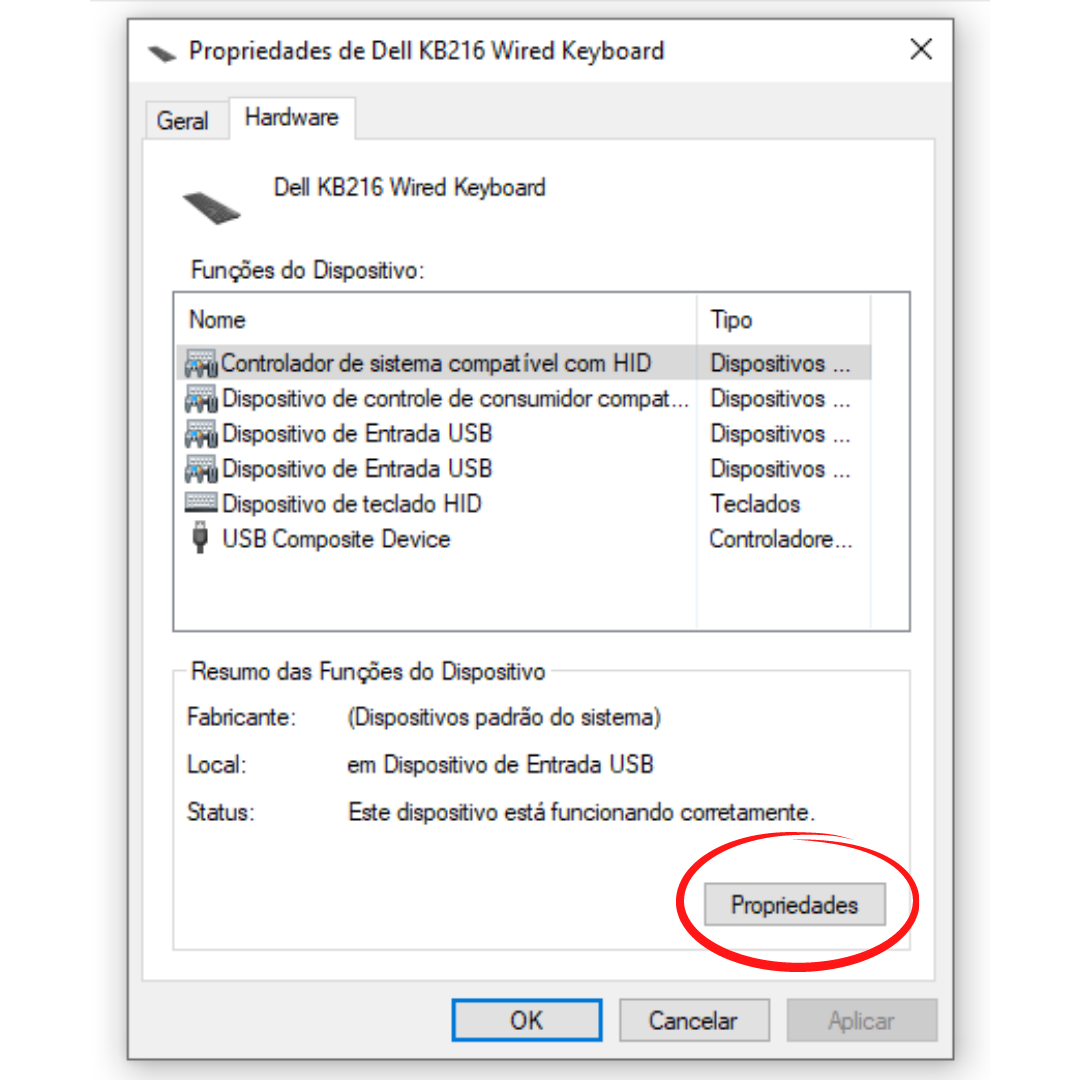 Propriedades de Dell KB216 Wired Keyboard
Geral
Hardware
Dell KB216 Wired Keyboard
Funções do Dispositivo:
Nome Tipo
Controlador de sistema compatível com HID Dispositivos ...
Dispositivo de controle de consumidor compat... Dispositivos ...
Dispositivo de Entrada USB Dispositivos ...
Dispositivo de Entrada USB Dispositivos ...
Dispositivo de teclado HID Teclados
USB Composite Device Controladore...
Resumo das Funções do Dispositivo
Fabricante: (Dispositivos padrão do sistema)
Local: em Dispositivo de Entrada USB
Status: Este dispositivo está funcionando corretamente.
Propriedades
OK Cancelar Aplicar